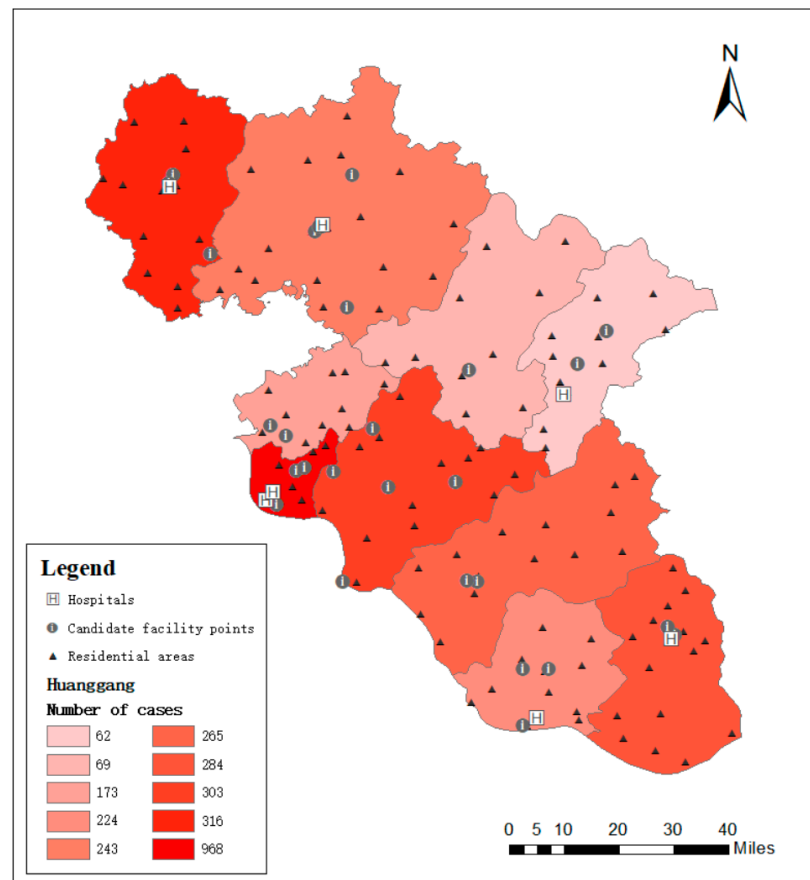 N
H
i
Legend
H Hospitals
i Candidate facility points
Residential areas
Huanggang
Number of cases
62 265
69 284
173 303
224 316
243 968
0 5 10 20 30 40
Miles